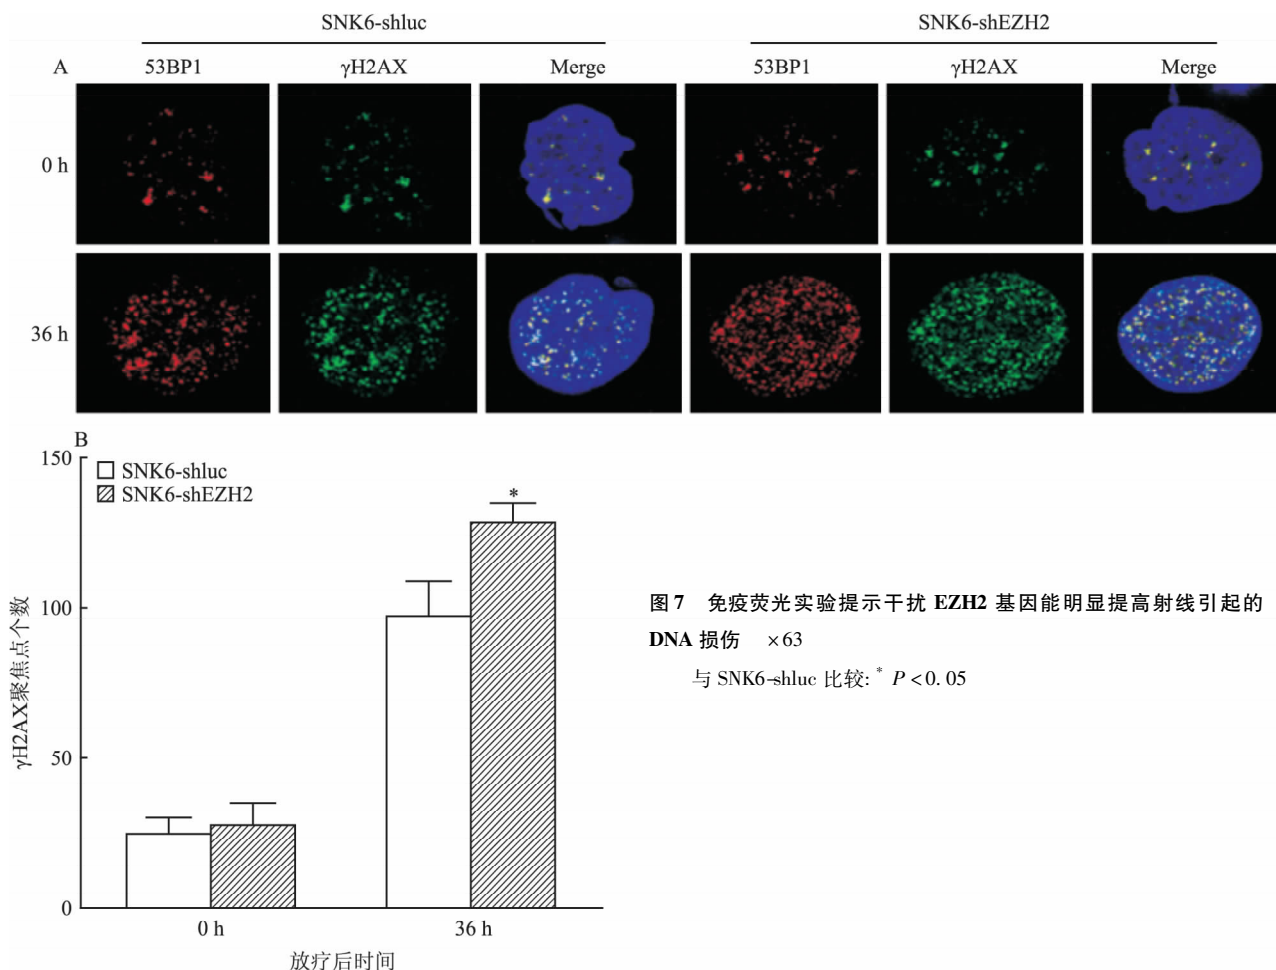 SNK6-shluc SNK6-shEZH2
A 53BP1 γH2AX Merge 53BP1 γH2AX Merge
0 h
36 h
B
150
SNK6-shluc
SNK6-shEZH2
*
100
50
0
γH2AX聚焦点个数
0 h 36 h
放疗后时间
图7 免疫荧光实验提示干扰 EZH2 基因能明显提高射线引起的
DNA 损伤 ×63
与 SNK6-shluc 比较: * P<0.05